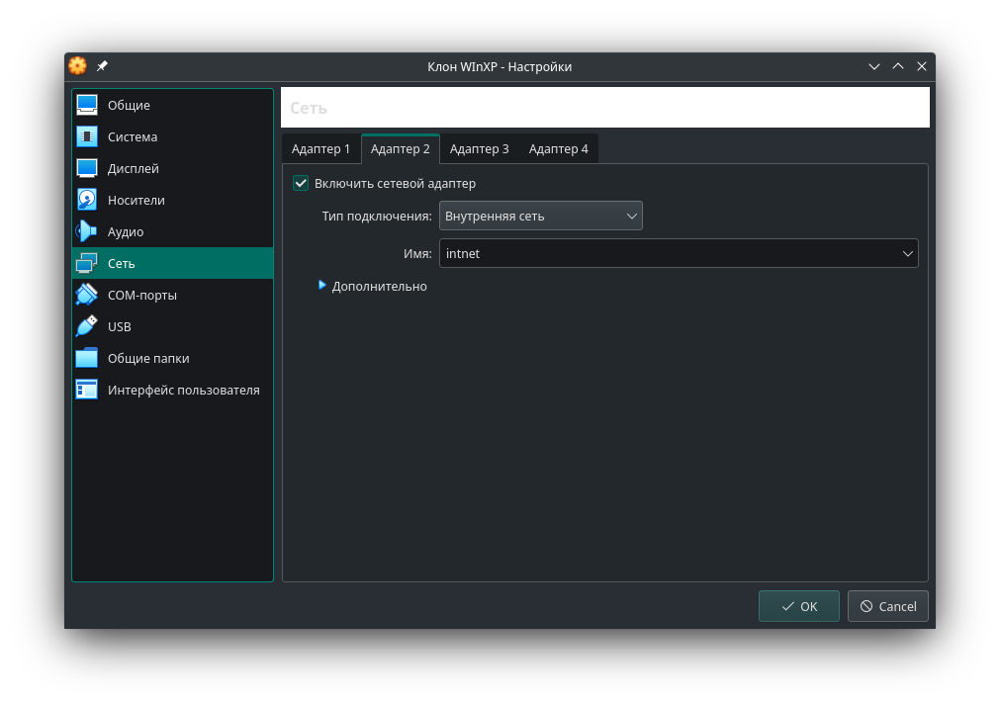 Клон WInXP - Настройки
Общие
Система
Дисплей
Носители
Аудио
Сеть
COM-порты
USB
Общие папки
Интерфейс пользователя
Сеть
Адаптер 1 Адаптер 2 Адаптер 3 Адаптер 4
Включить сетевой адаптер
Тип подключения: Внутренняя сеть
Имя: intnet
Дополнительно
OK Cancel